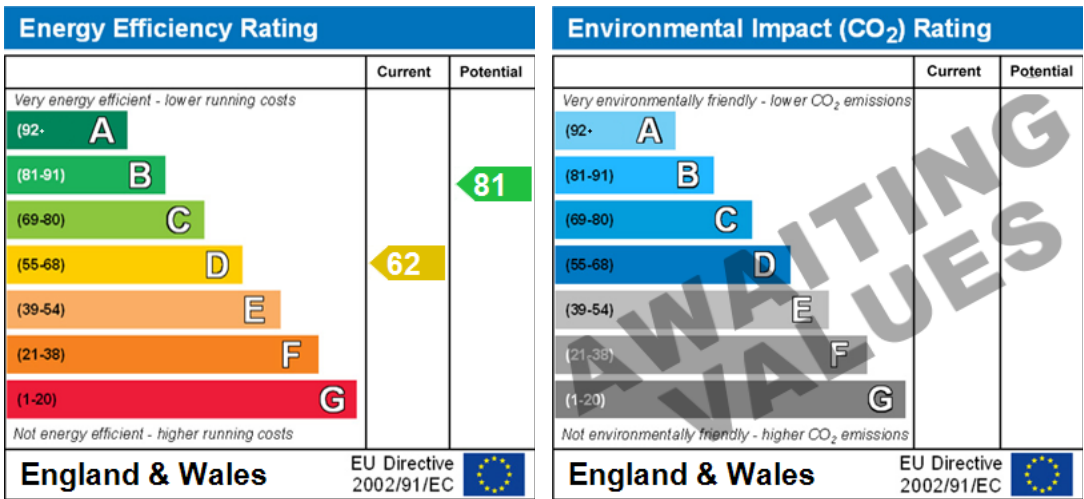 Energy Efficiency Rating
Current Potential
Very energy efficient - lower running costs
(92+ A
(81-91) B
81
(69-80) C
(55-68) D
62
(39-54) E
(21-38) F
(1-20) G
Not energy efficient - higher running costs
England & Wales
EU Directive
2002/91/EC
Environmental Impact (CO₂) Rating
Current Potential
Very environmentally friendly - lower CO₂ emissions
(92+ A
(81-91) B
(69-80) C
(55-68) D
(39-54) E
(21-38) F
(1-20) G
AWAITING
VALUES
Not environmentally friendly - higher CO₂ emissions
England & Wales
EU Directive
2002/91/EC